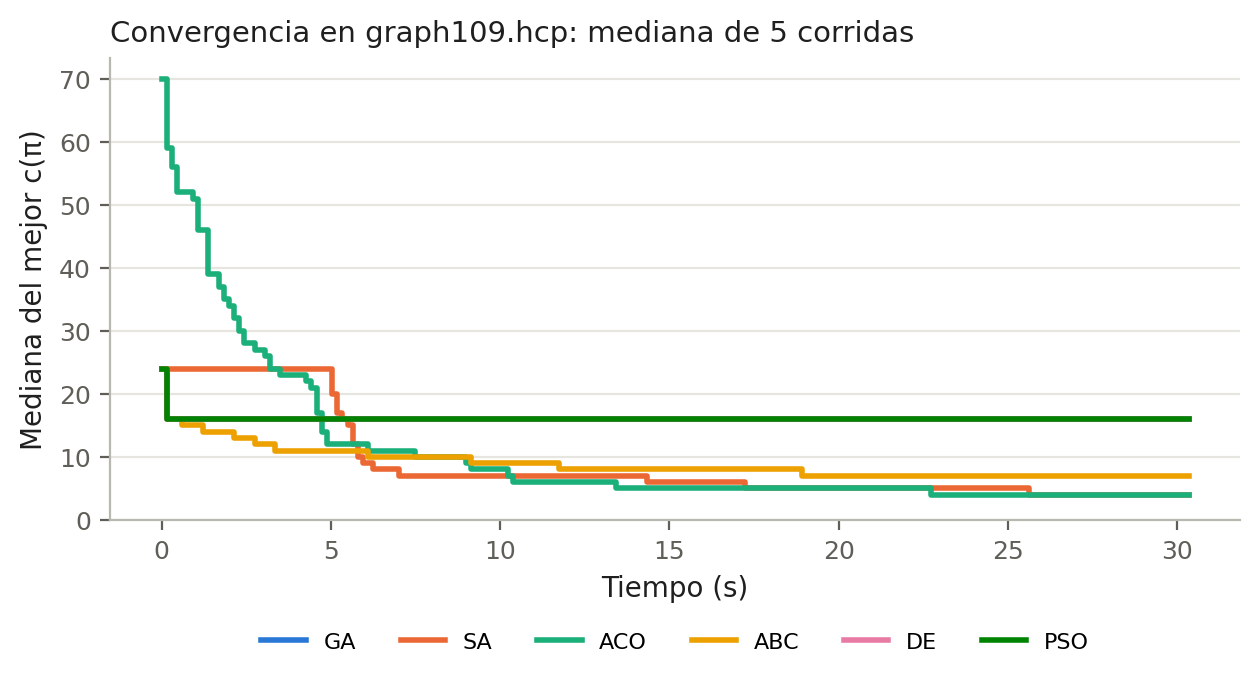 Convergencia en graph109.hcp: mediana de 5 corridas
Mediana del mejor c(π)
70
60
50
40
30
20
10
0
0 5 10 15 20 25 30
Tiempo (s)
GA SA ACO ABC DE PSO